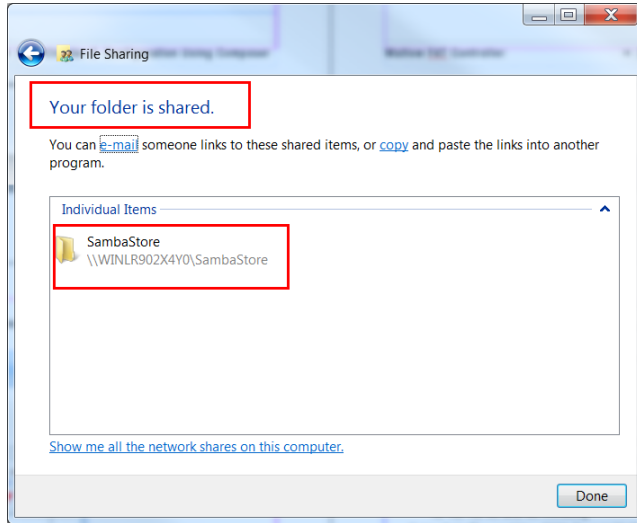 File Sharing
Your folder is shared.
You can e-mail someone links to these shared items, or copy and paste the links into another
program.
Individual Items
SambaStore
\\WINLR902X4Y0\SambaStore
Show me all the network shares on this computer.
Done